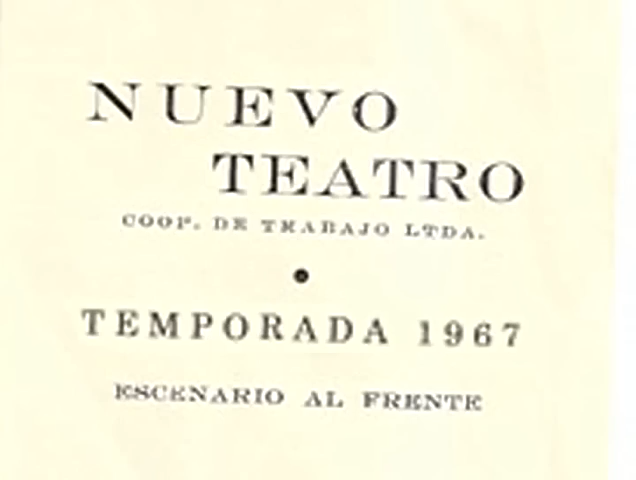 NUEVO
TEATRO
COOP. DE TRABAJO LTDA.
TEMPORADA 1967
ESCENARIO AL FRENTE